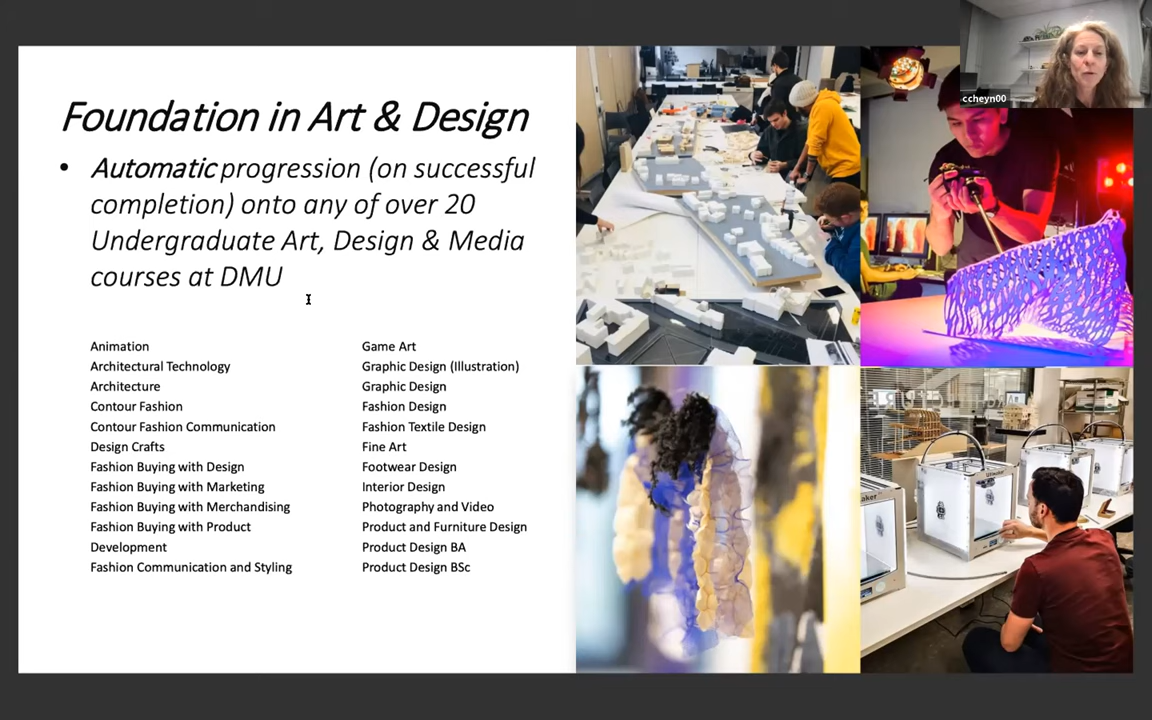 Foundation in Art & Design
• Automatic progression (on successful
completion) onto any of over 20
Undergraduate Art, Design & Media
courses at DMU
Animation
Architectural Technology
Architecture
Contour Fashion
Contour Fashion Communication
Design Crafts
Fashion Buying with Design
Fashion Buying with Marketing
Fashion Buying with Merchandising
Fashion Buying with Product
Development
Fashion Communication and Styling
Game Art
Graphic Design (Illustration)
Graphic Design
Fashion Design
Fashion Textile Design
Fine Art
Footwear Design
Interior Design
Photography and Video
Product and Furniture Design
Product Design BA
Product Design BSc
ccheyn00